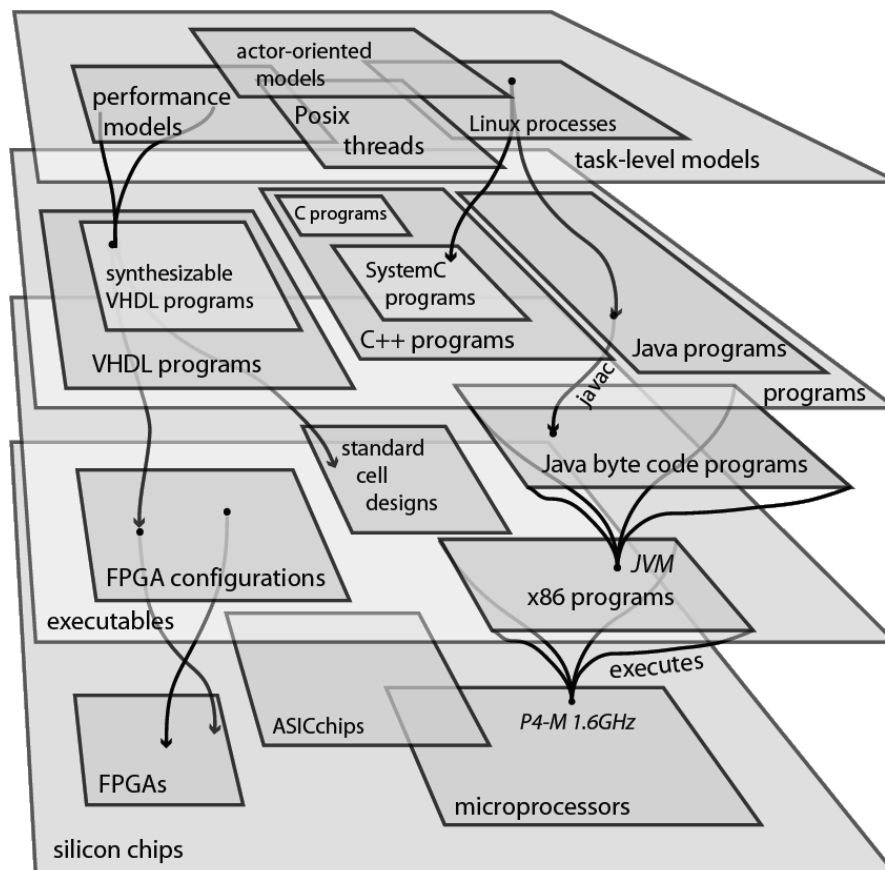 actor-oriented
models
performance
models
Posix
threads
Linux processes
task-level models
C programs
synthesizable
VHDL programs
SystemC
programs
VHDL programs
C++ programs
Java programs
programs
javac
standard
cell
designs
Java byte code programs
FPGA configurations
JVM
x86 programs
executables
executes
ASICchips
P4-M 1.6GHz
FPGAs
microprocessors
silicon chips